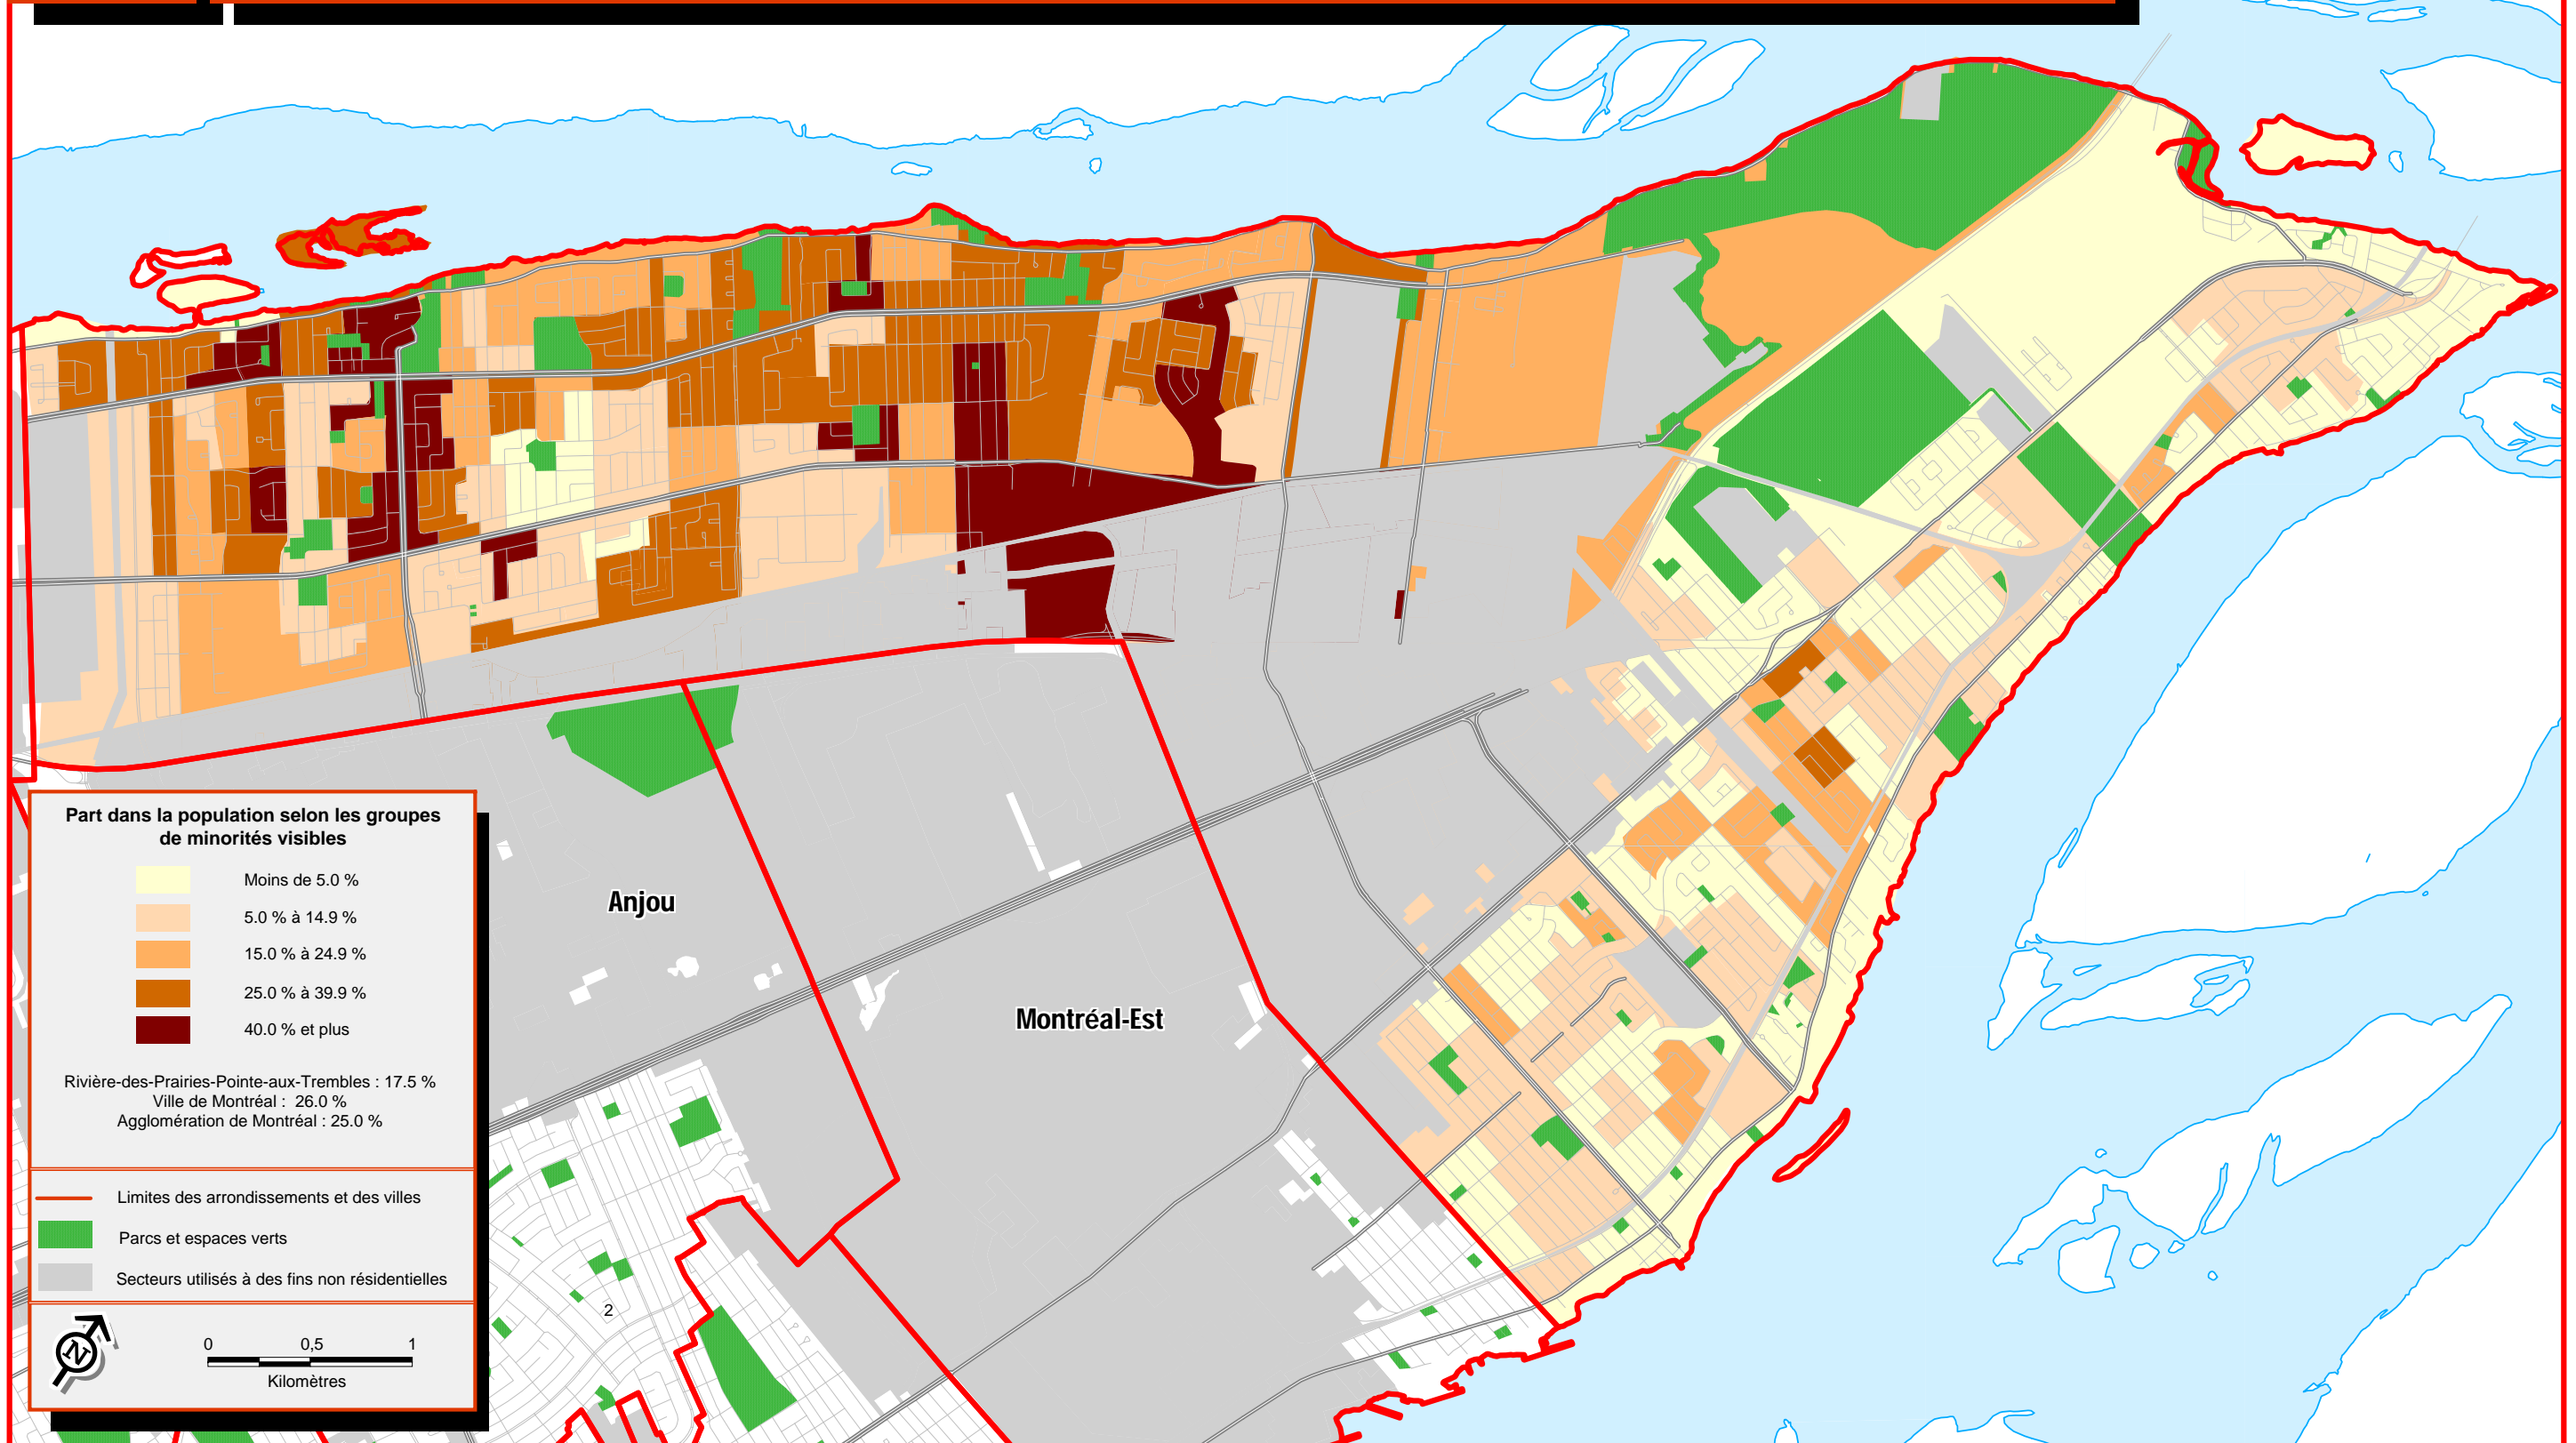 Anjou
Montréal-Est
Part dans la population selon les groupes
de minorités visibles
Moins de 5.0 %
5.0 % à 14.9 %
15.0 % à 24.9 %
25.0 % à 39.9 %
40.0 % et plus
Rivière-des-Prairies-Pointe-aux-Trembles : 17.5 %
Ville de Montréal : 26.0 %
Agglomération de Montréal : 25.0 %
Limites des arrondissements et des villes
Parcs et espaces verts
Secteurs utilisés à des fins non résidentielles
N
0 0,5 1
Kilomètres
2